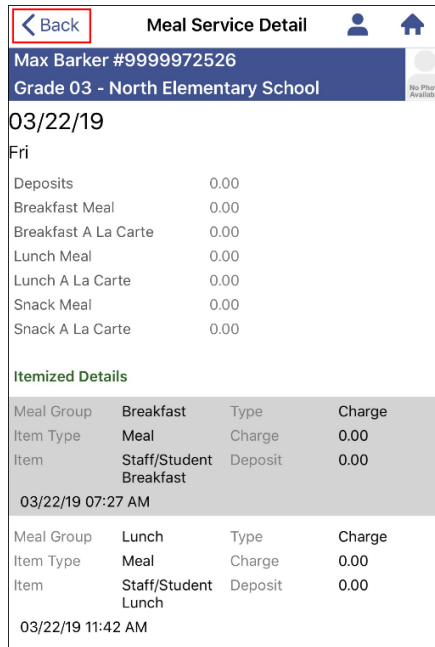 Back Meal Service Detail
Max Barker #9999972526
Grade 03 - North Elementary School
No Photo
03/22/19
Fri
Deposits 0.00
Breakfast Meal 0.00
Breakfast A La Carte 0.00
Lunch Meal 0.00
Lunch A La Carte 0.00
Snack Meal 0.00
Snack A La Carte 0.00
Itemized Details
Meal Group Breakfast Type Charge
Item Type Meal Charge 0.00
Item Staff/Student Deposit 0.00
Breakfast
03/22/19 07:27 AM
Meal Group Lunch Type Charge
Item Type Meal Charge 0.00
Item Staff/Student Deposit 0.00
Lunch
03/22/19 11:42 AM